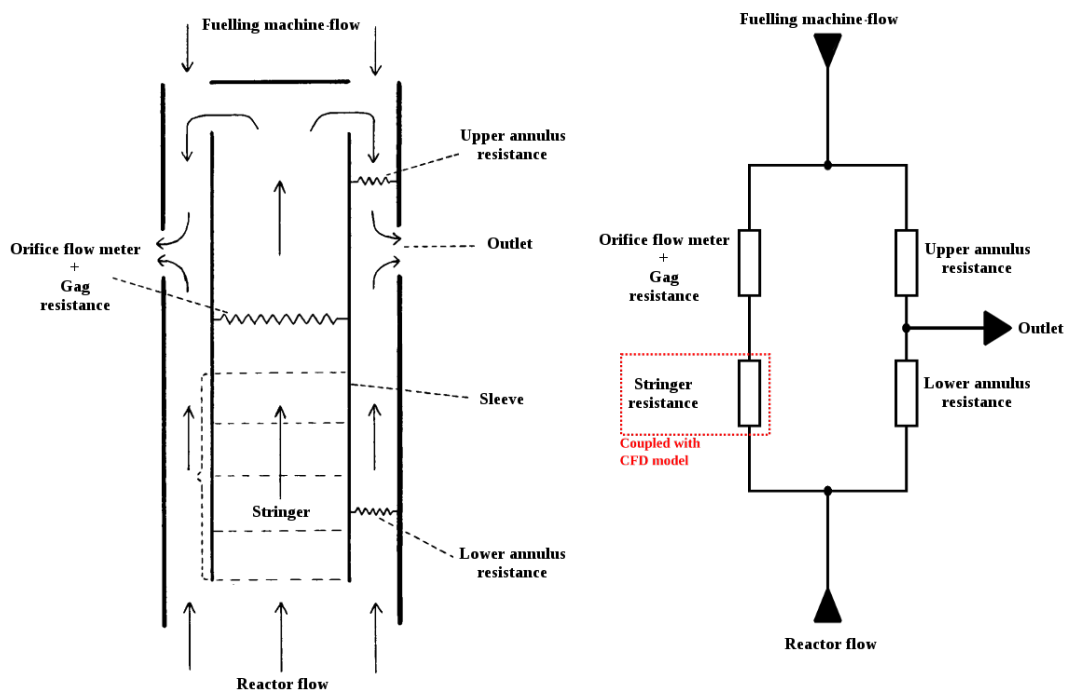 Fuelling machine-flow
Upper annulus
resistance
Orifice flow meter
+
Gag
resistance
Outlet
Sleeve
Stringer
Lower annulus
resistance
Reactor flow
Fuelling machine-flow
Orifice flow meter
+
Gag
resistance
Upper annulus
resistance
Outlet
Stringer
resistance
Lower annulus
resistance
Coupled with
CFD model
Reactor flow